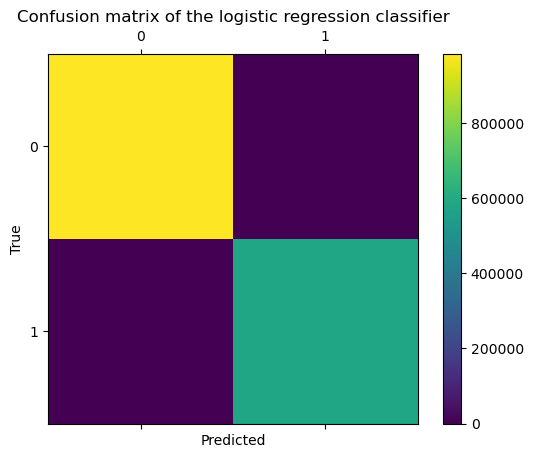 Confusion matrix of the logistic regression classifier
0 1
800000
0
True
600000
400000
1
200000
0
Predicted